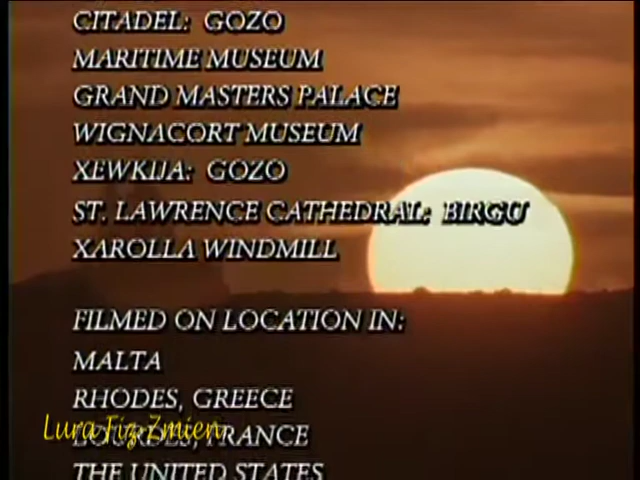 CITADEL: GOZO
MARITIME MUSEUM
GRAND MASTERS PALACE
WIGNACORT MUSEUM
XEWKIJA: GOZO
ST. LAWRENCE CATHEDRAL: BIRGU
XAROLLA WINDMILL
FILMED ON LOCATION IN:
MALTA
RHODES, GREECE
LOURDES, FRANCE
Lura Fiz-Zmien
THE UNITED STATES